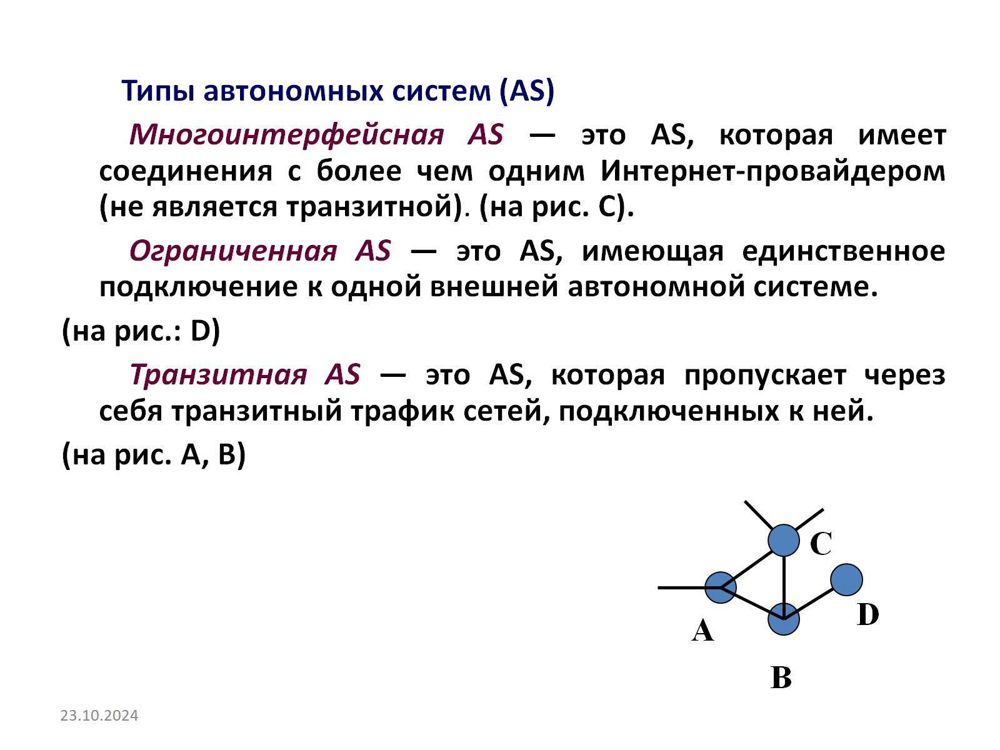 Типы автономных систем (AS)
Многоинтерфейсная AS — это AS, которая имеет
соединения с более чем одним Интернет-провайдером
(не является транзитной). (на рис. С).
Ограниченная AS — это AS, имеющая единственное
подключение к одной внешней автономной системе.
(на рис.: D)
Транзитная AS — это AS, которая пропускает через
себя транзитный трафик сетей, подключенных к ней.
(на рис. А, В)
C
D
A
B
23.10.2024